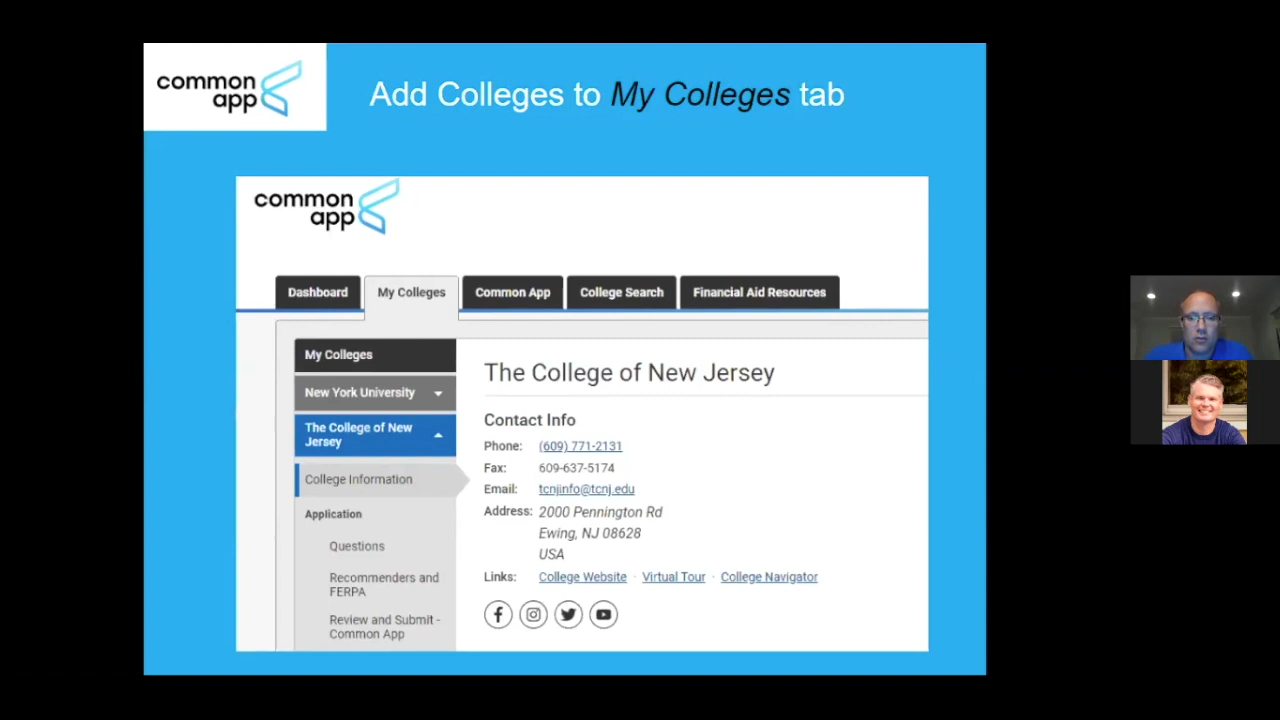 common
app
Add Colleges to My Colleges tab
common
app
Dashboard
My Colleges
Common App
College Search
Financial Aid Resources
My Colleges
New York University
The College of New
Jersey
College Information
Application
Questions
Recommenders and
FERPA
Review and Submit -
Common App
The College of New Jersey
Contact Info
Phone: (609) 771-2131
Fax: 609-637-5174
Email: tcnjinfo@tcnj.edu
Address: 2000 Pennington Rd
Ewing, NJ 08628
USA
Links: College Website · Virtual Tour · College Navigator